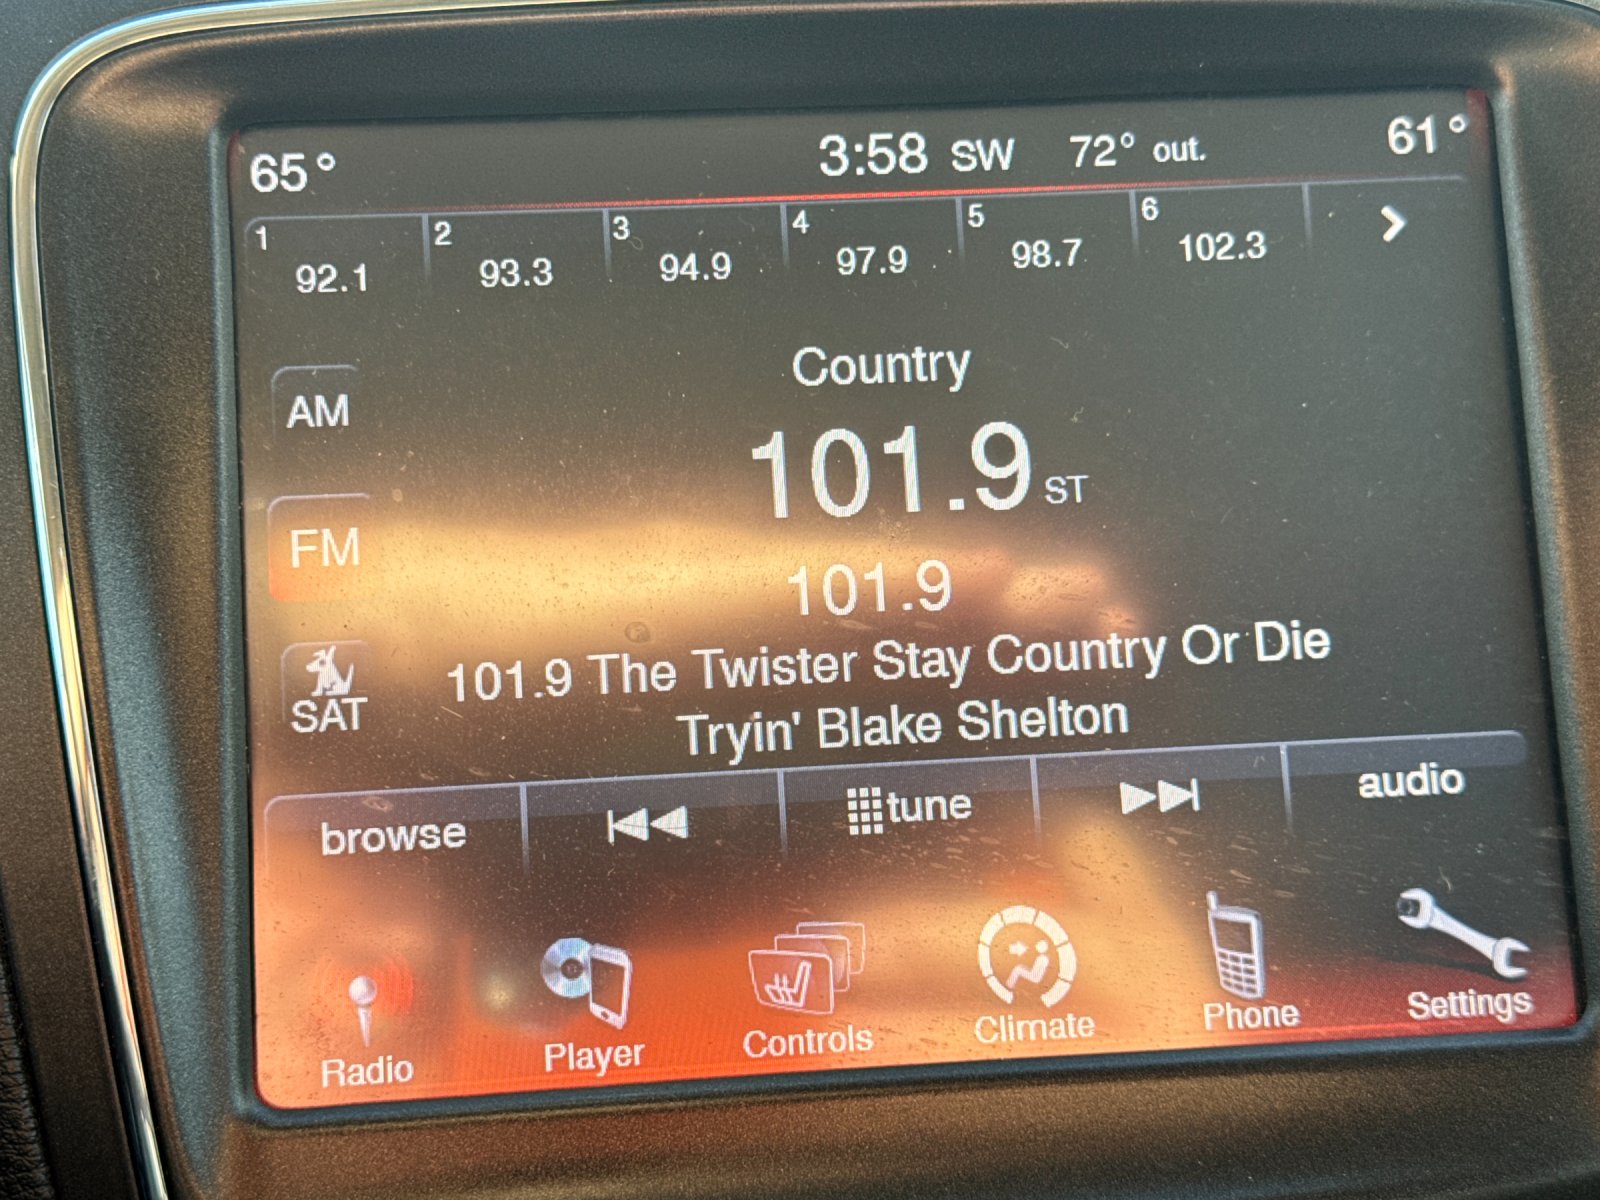 65° 3:58 SW 72° out. 61°
1 92.1 2 93.3 3 94.9 4 97.9 5 98.7 6 102.3
Country
AM
101.9 ST
FM
101.9
101.9 The Twister Stay Country Or Die
SAT
Tryin' Blake Shelton
browse tune audio
Radio Player Controls Climate Phone Settings